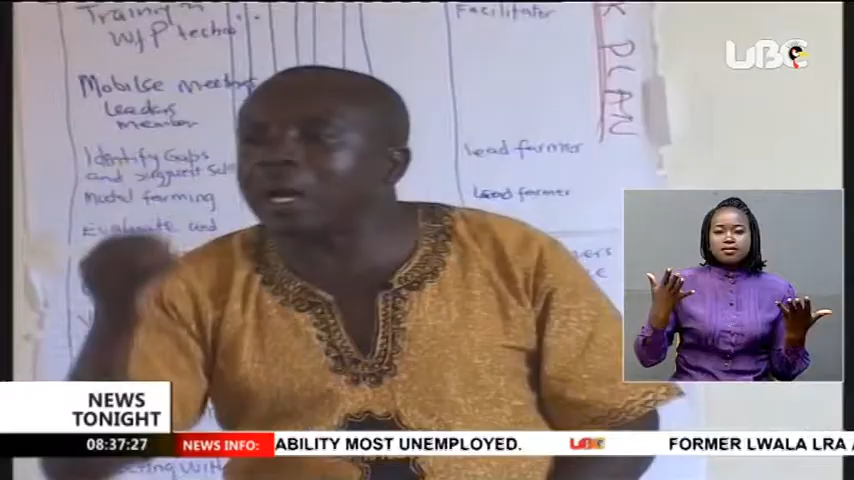 Training
W/P techno
Facilitator
K PLAN
UBC
Mobilse meeting
Leaders
member
Identify Gaps
and suggest
Model farming
Evaluate and
Lead farmer
Lead farmer
NEWS
TONIGHT
08:37:27
NEWS INFO:
ABILITY MOST UNEMPLOYED.
UBC
FORMER LWALA LRA